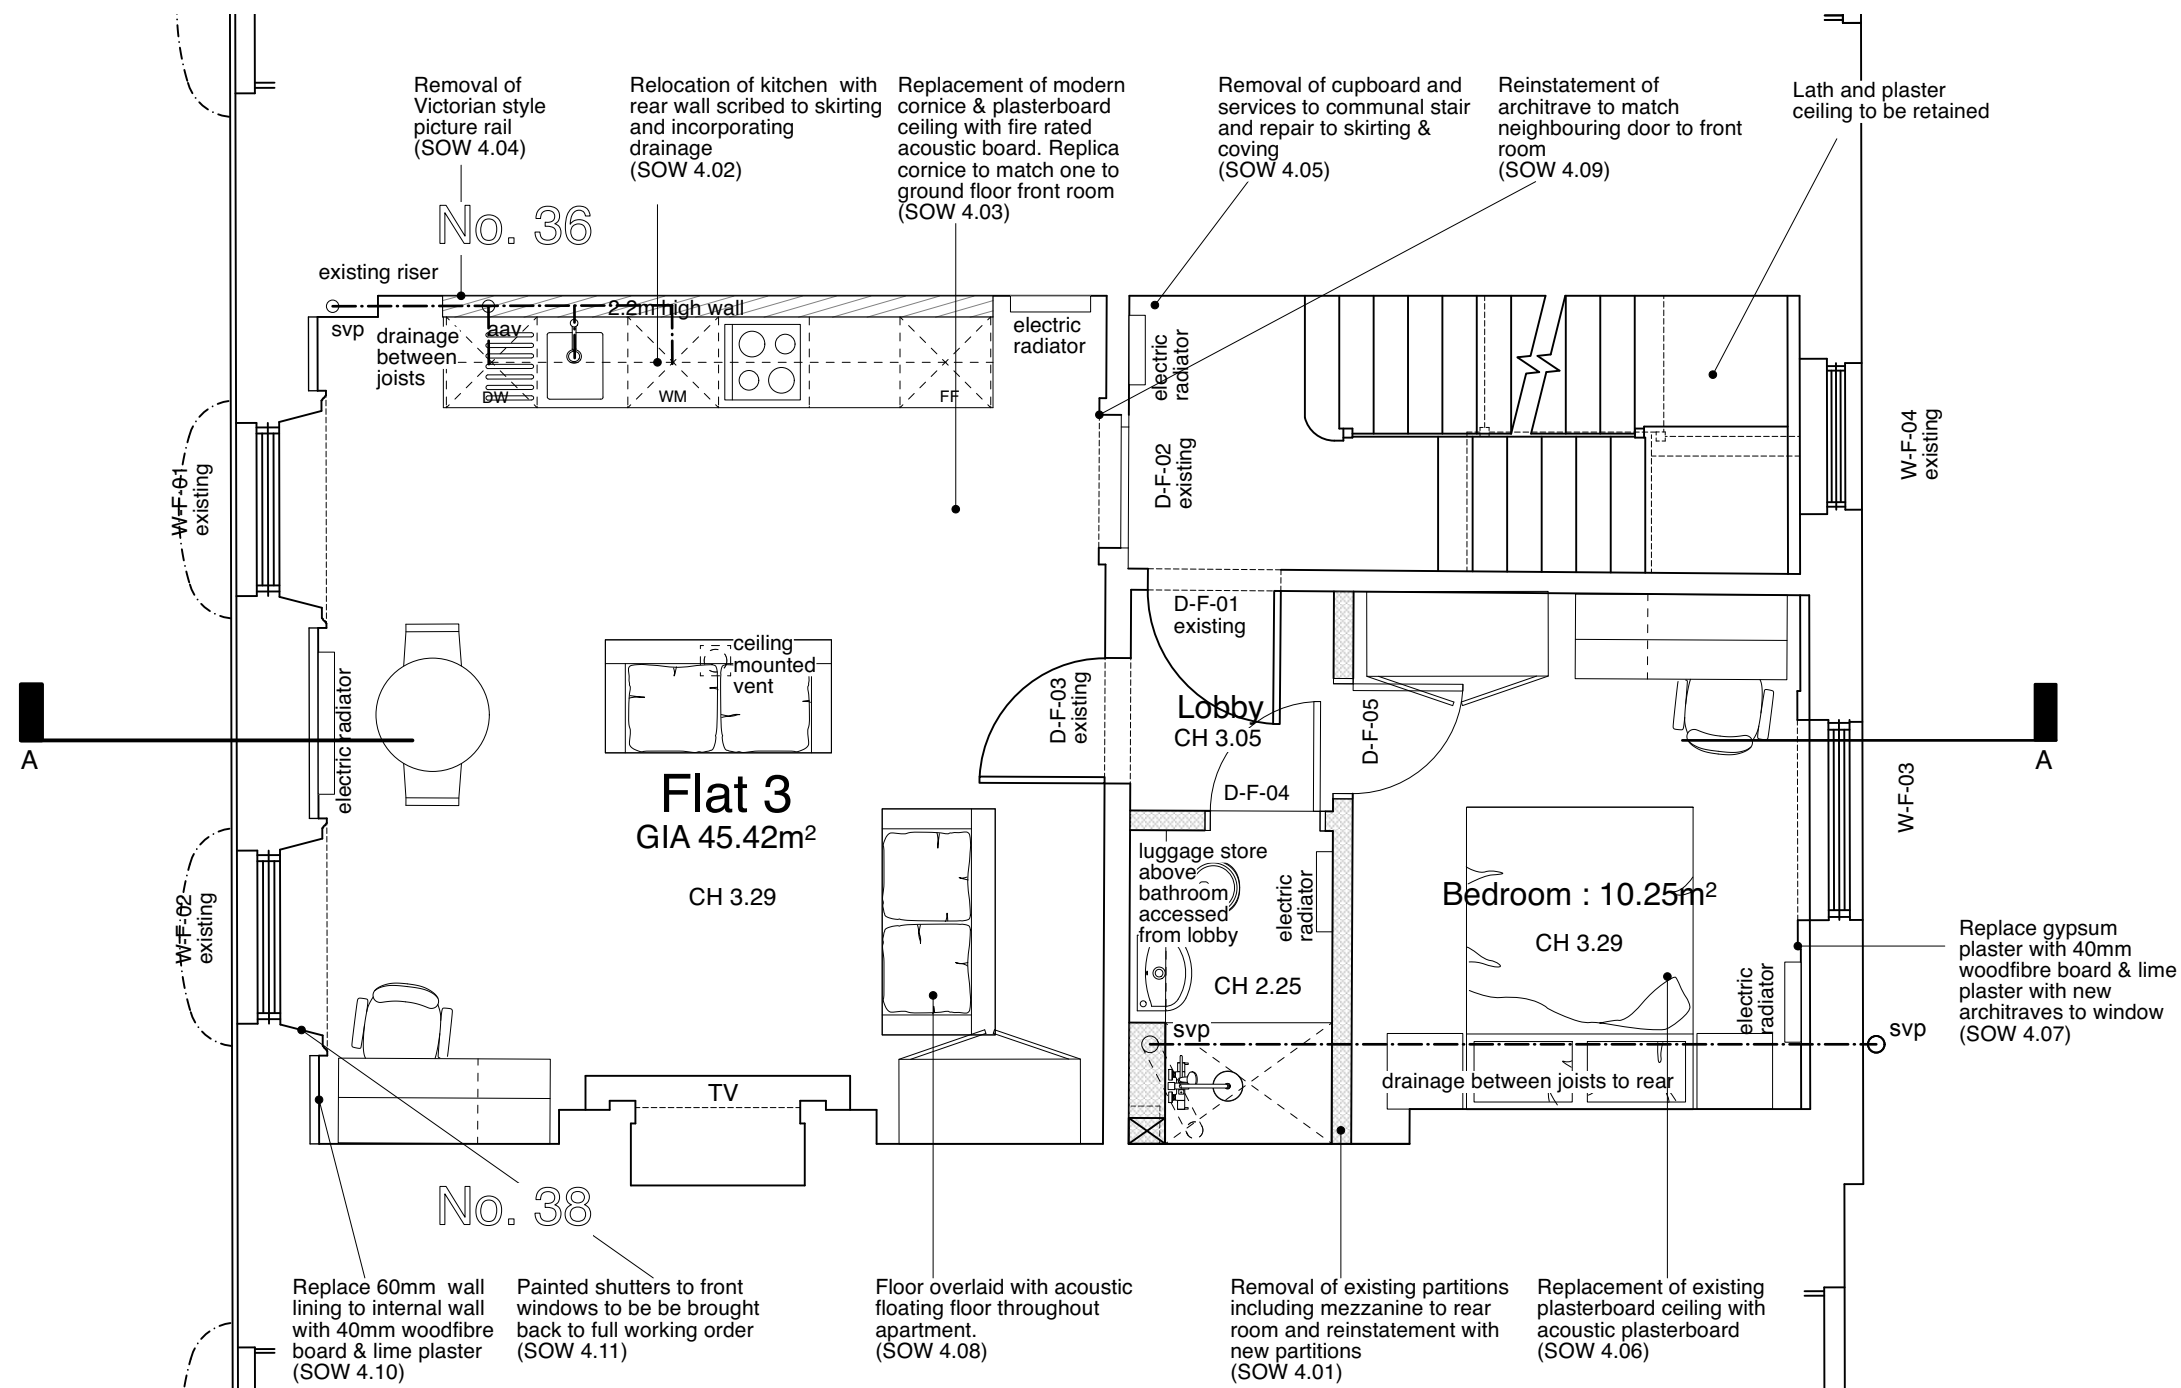 Removal of
Victorian style
picture rail
(SOW 4.04)
Relocation of kitchen with
rear wall scribed to skirting
and incorporating
drainage
(SOW 4.02)
Replacement of modern
cornice & plasterboard
ceiling with fire rated
acoustic board. Replica
cornice to match one to
ground floor front room
(SOW 4.03)
Removal of cupboard and
services to communal stair
and repair to skirting &
coving
(SOW 4.05)
Reinstatement of
architrave to match
neighbouring door to front
room
(SOW 4.09)
Lath and plaster
ceiling to be retained
No. 36
existing riser
svp
drainage
between
joists
aav
2.2m high wall
DW
WM
FF
electric
radiator
electric
radiator
W-F-01
existing
D-F-02
existing
W-F-04
existing
D-F-01
existing
ceiling
mounted
vent
electric radiator
D-F-03
existing
Lobby
CH 3.05
D-F-05
D-F-04
A
A
Flat 3
GIA 45.42m²
CH 3.29
W-F-03
luggage store
above
bathroom
accessed
from lobby
electric
radiator
CH 2.25
Bedroom : 10.25m²
CH 3.29
W-F-02
existing
electric
radiator
Replace gypsum
plaster with 40mm
woodfibre board & lime
plaster with new
architraves to window
(SOW 4.07)
svp
svp
drainage between joists to rear
TV
No. 38
Replace 60mm wall
lining to internal wall
with 40mm woodfibre
board & lime plaster
(SOW 4.10)
Painted shutters to front
windows to be be brought
back to full working order
(SOW 4.11)
Floor overlaid with acoustic
floating floor throughout
apartment.
(SOW 4.08)
Removal of existing partitions
including mezzanine to rear
room and reinstatement with
new partitions
(SOW 4.01)
Replacement of existing
plasterboard ceiling with
acoustic plasterboard
(SOW 4.06)